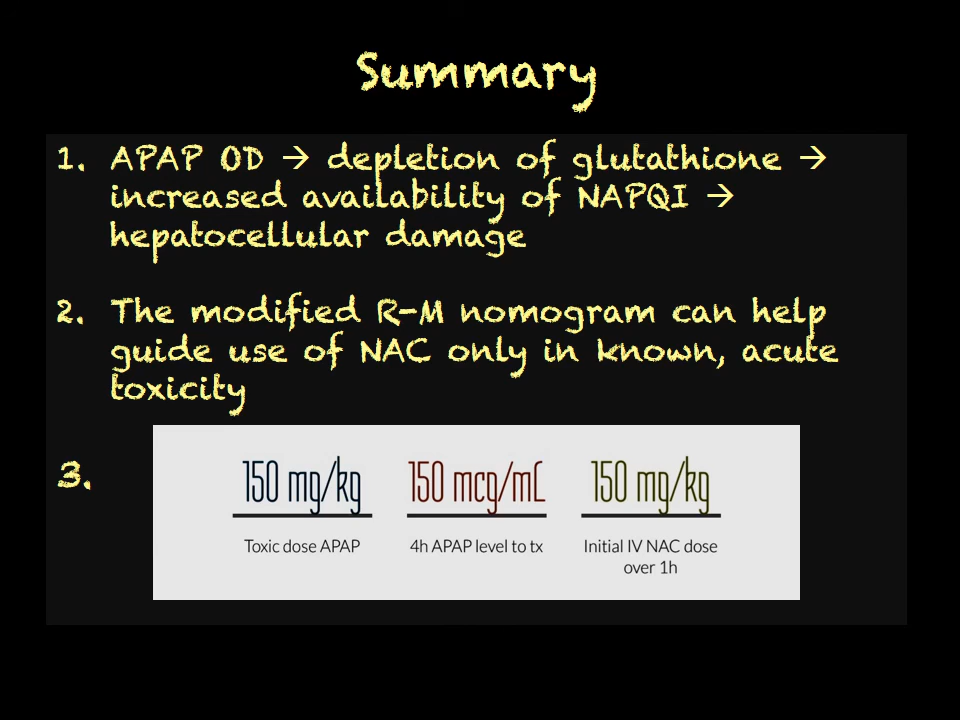 Summary
1. APAP OD → depletion of glutathione →
increased availability of NAPQI →
hepatocellular damage
2. The modified R-M nomogram can help
guide use of NAC only in known, acute
toxicity
3.
150 mg/kg 150 mcg/mL 150 mg/kg
Toxic dose APAP 4h APAP level to tx Initial IV NAC dose
over 1h